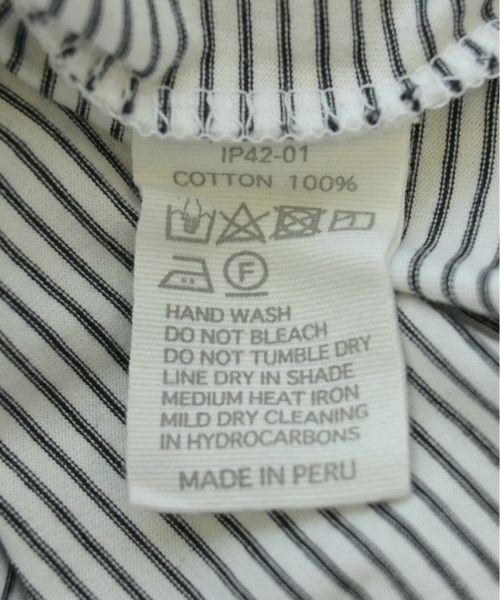 IP42-01
COTTON 100%
F
HAND WASH
DO NOT BLEACH
DO NOT TUMBLE DRY
LINE DRY IN SHADE
MEDIUM HEAT IRON
MILD DRY CLEANING
IN HYDROCARBONS
MADE IN PERU